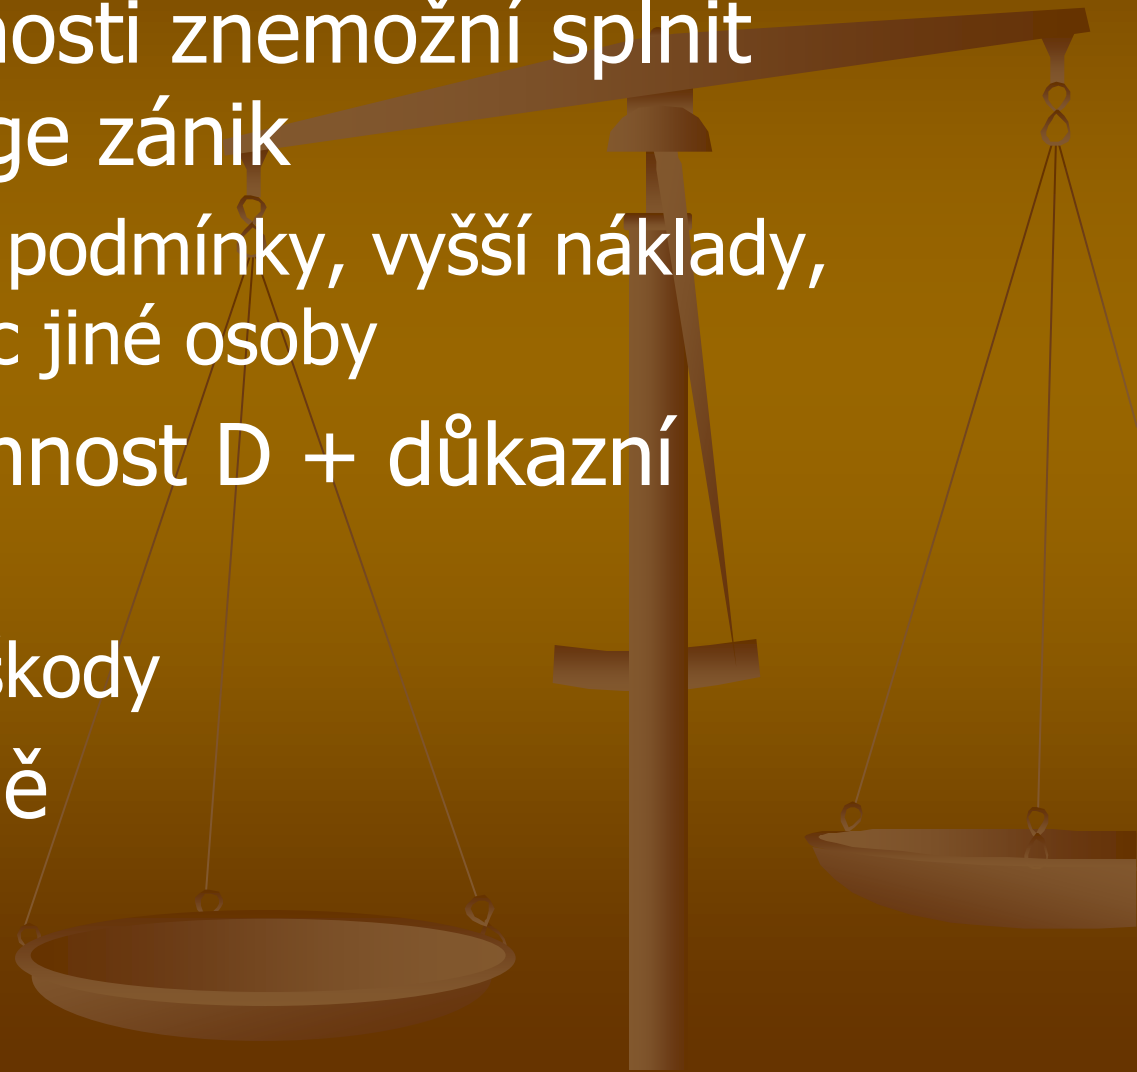 nosti znemožní splnit
ge zánik
podmínky, vyšší náklady,
c jiné osoby
nnost D + důkazní
škody
ě